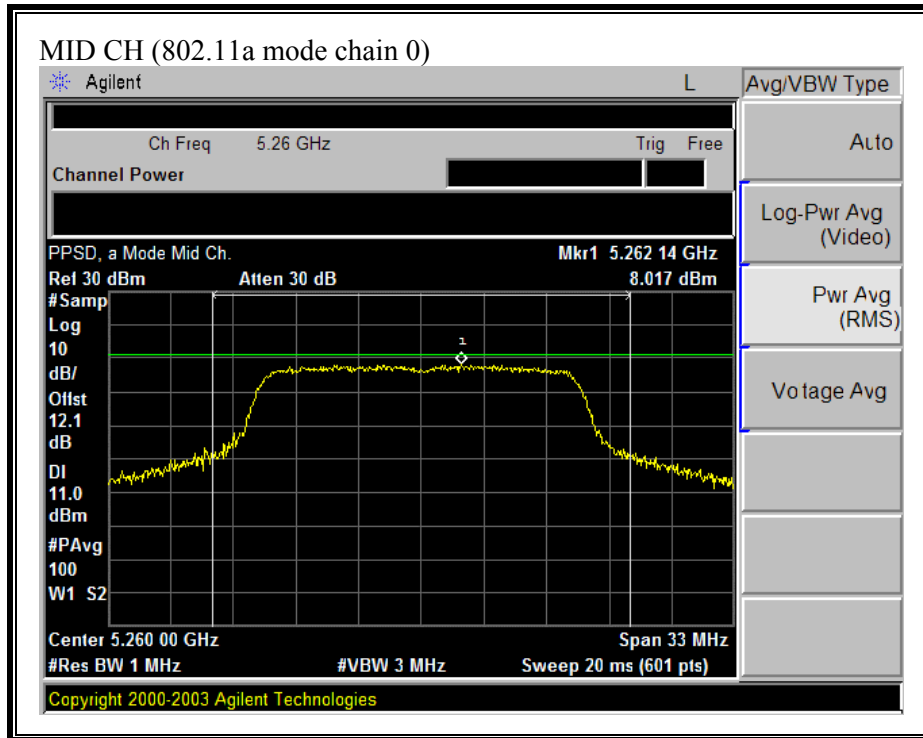 MID CH (802.11a mode chain 0)
Agilent L Avg/VBW Type
Ch Freq 5.26 GHz Trig Free
Channel Power
Auto
Log-Pwr Avg
(Video)
PPSD, a Mode Mid Ch. Mkr1 5.262 14 GHz
Ref 30 dBm Atten 30 dB 8.017 dBm
Pwr Avg
(RMS)
#Samp
Log
10
dB/
Offst
12.1
dB
DI
11.0
dBm
#PAvg
100
W1 S2
1
Votage Avg
Center 5.260 00 GHz Span 33 MHz
#Res BW 1 MHz #VBW 3 MHz Sweep 20 ms (601 pts)
Copyright 2000-2003 Agilent Technologies